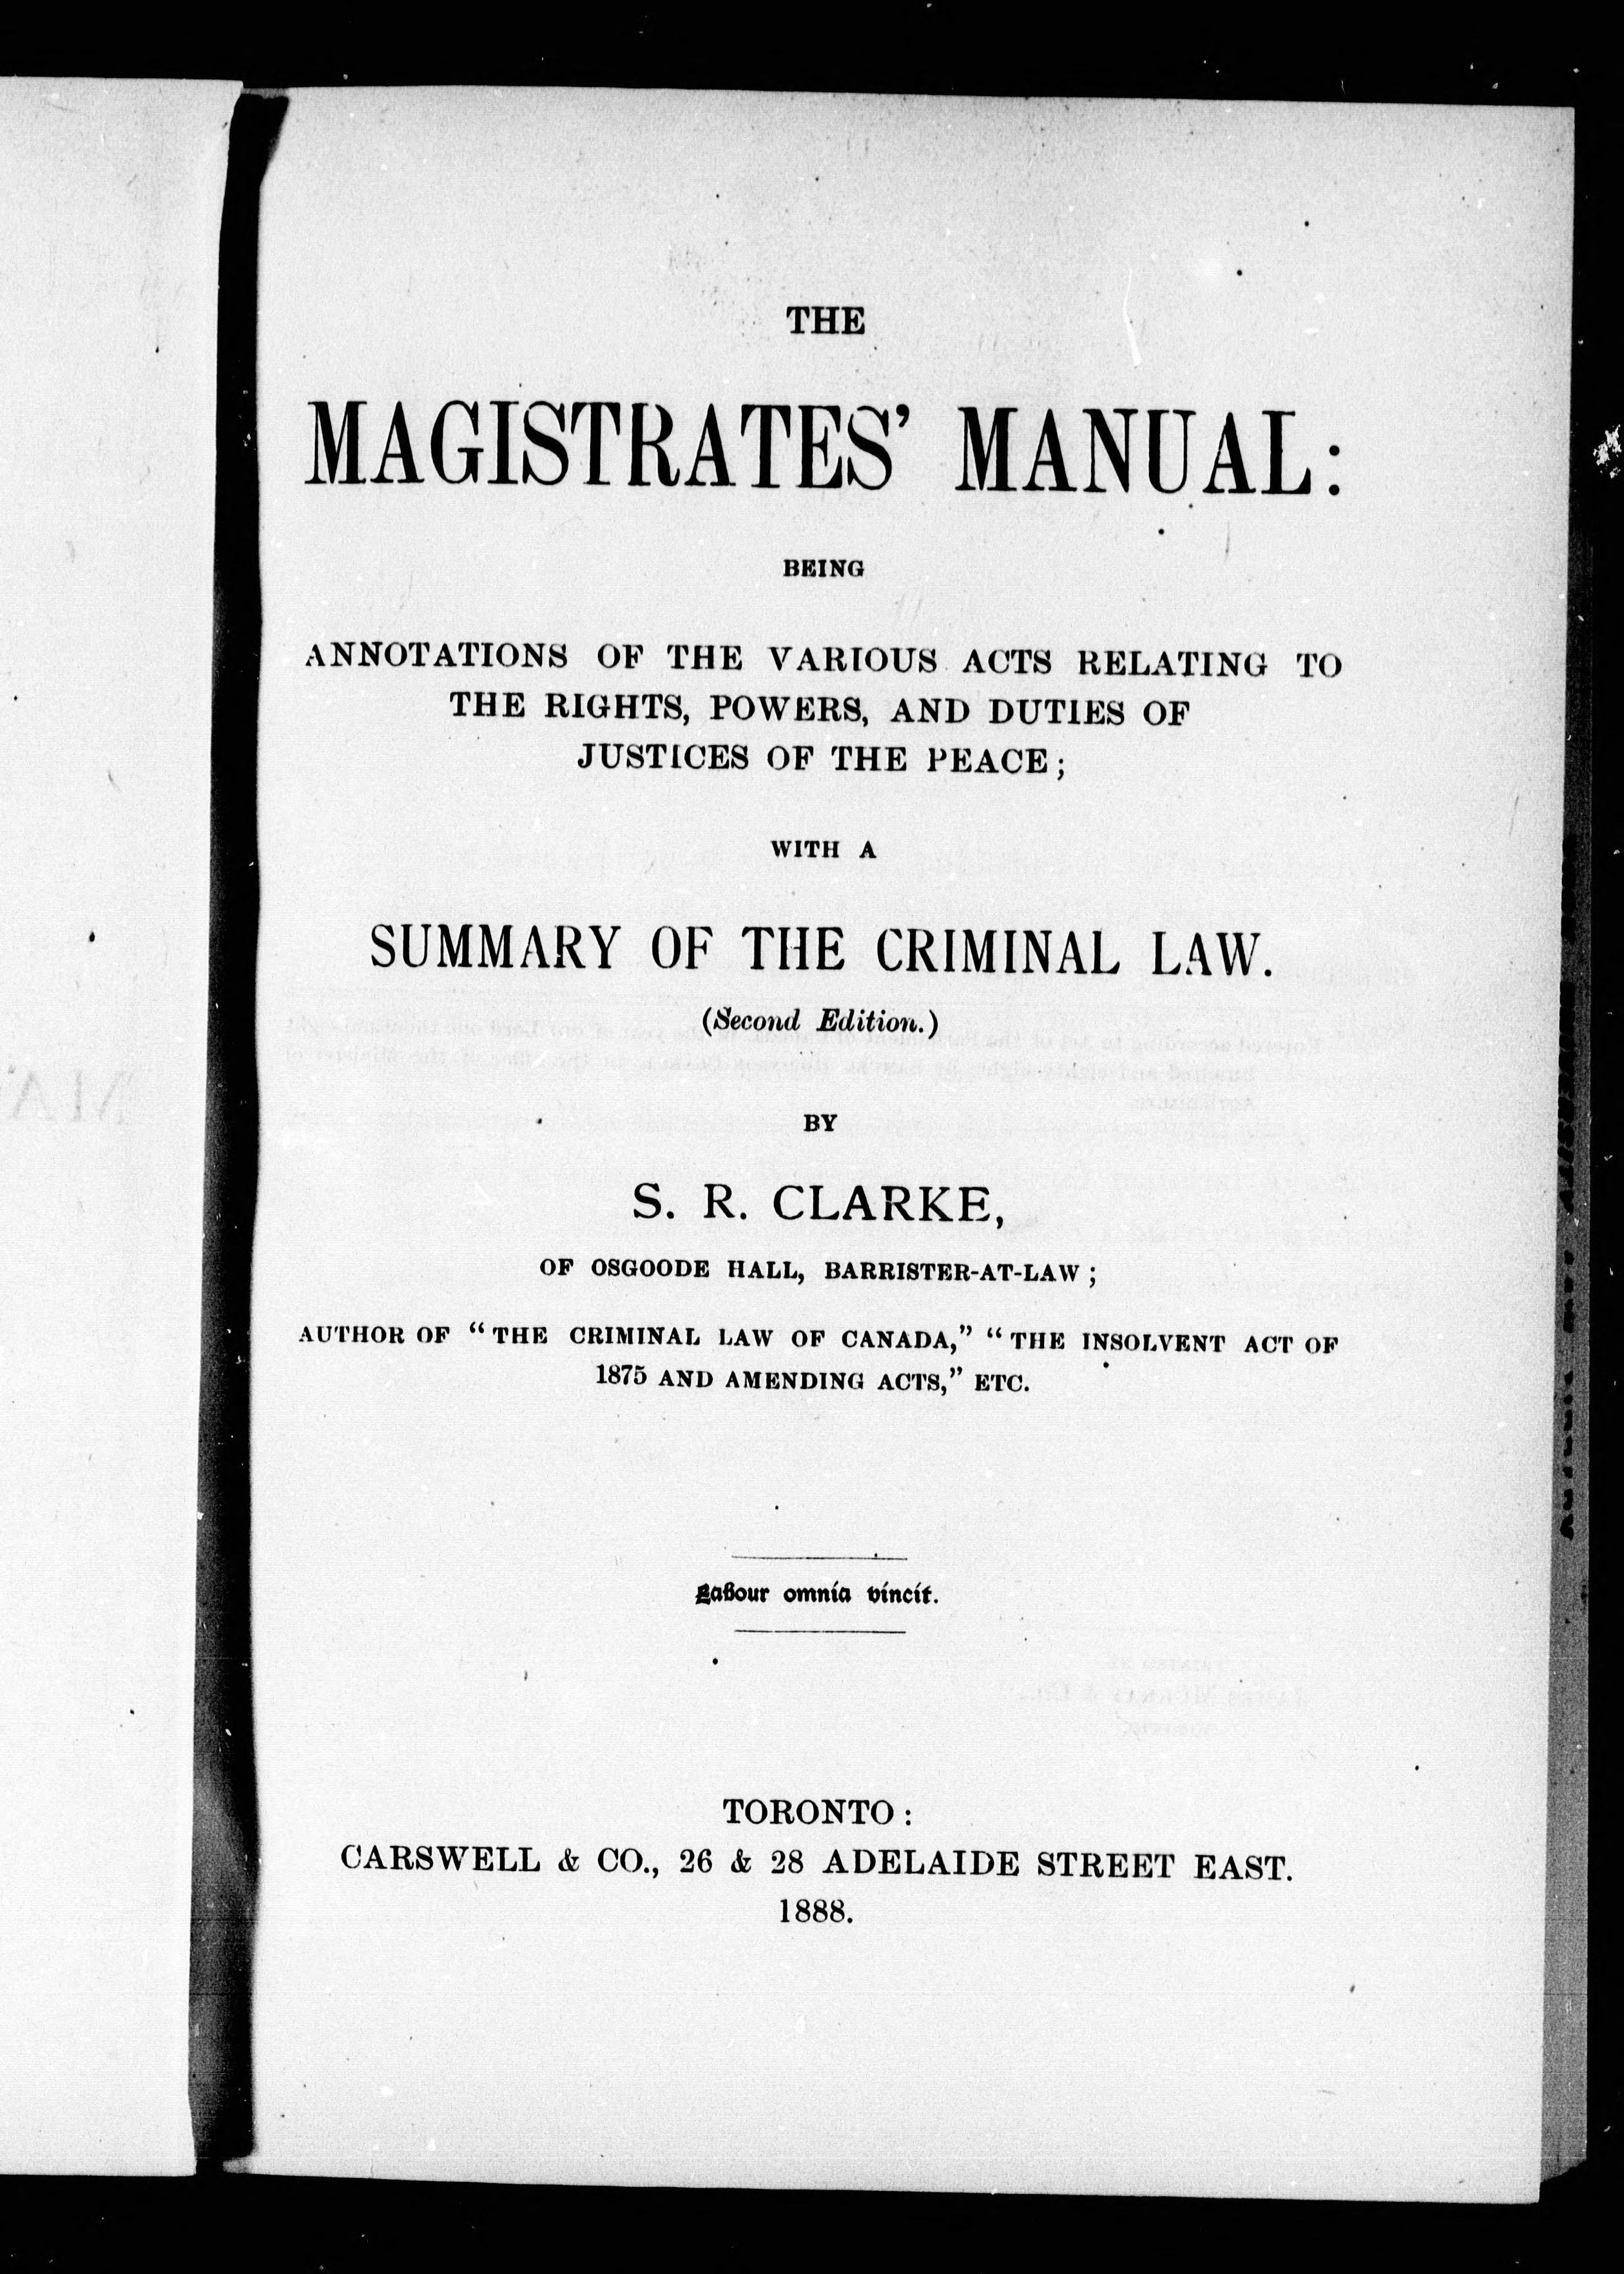 THE
MAGISTRATES' MANUAL:
BEING
ANNOTATIONS OF THE VARIOUS ACTS RELATING TO
THE RIGHTS, POWERS, AND DUTIES OF
JUSTICES OF THE PEACE;
WITH A
SUMMARY OF THE CRIMINAL LAW.
(Second Edition.)
BY
S. R. CLARKE,
OF OSGOODE HALL, BARRISTER-AT-LAW;
AUTHOR OF "THE CRIMINAL LAW OF CANADA," "THE INSOLVENT ACT OF
1875 AND AMENDING ACTS," ETC.
Labour omnia vincit.
TORONTO:
CARSWELL & CO., 26 & 28 ADELAIDE STREET EAST.
1888.